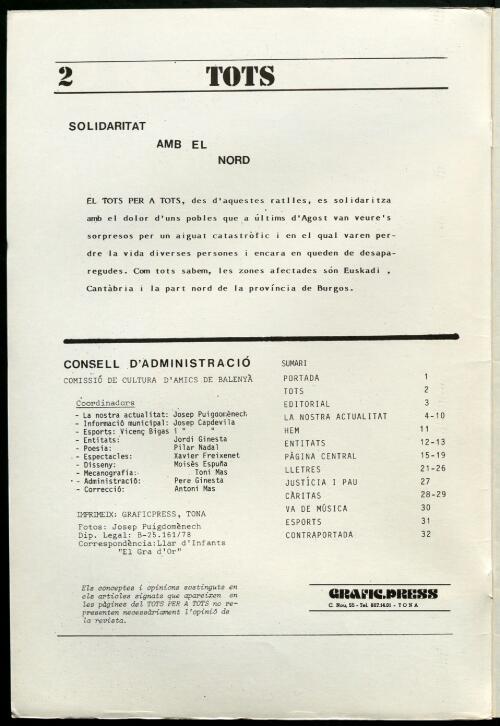 2 TOTS
SOLIDARITAT
AMB EL
NORD
EL TOTS PER A TOTS, des d'aquestes ratlles, es solidaritza
amb el dolor d'uns pobles que a últims d'Agost van veure's
sorpresos per un aiguat catastròfic i en el qual varen per-
dre la vida diverses persones i encara en queden de desapa-
regudes. Com tots sabem, les zones afectades són Euskadi ,
Cantàbria i la part nord de la província de Burgos.
CONSELL D'ADMINISTRACIÓ
COMISSIÓ DE CULTURA D'AMICS DE BALENYÀ
Coordinadors
- La nostra actualitat: Josep Puigdomènech
- Informació municipal: Josep Capdevila
- Esports: Vicenç Bigas i " "
- Entitats: Jordi Ginesta
- Poesia: Pilar Nadal
- Espectacles: Xavier Freixenet
- Disseny: Moisès Espuña
- Mecanografia: Toni Mas
- Administració: Pere Ginesta
- Correcció: Antoni Mas
IMPRIMEIX: GRAFICPRESS, TONA
Fotos: Josep Puigdomènech
Dip. Legal: B-25.161/78
Correspondència:Llar d'Infants
"El Gra d'Or"
Els conceptes i opinions sostinguts en
els articles signats que apareixen en
les pàgines del TOTS PER A TOTS no re-
presenten necessàriament l'opinió de
la revista.
SUMARI
PORTADA 1
TOTS 2
EDITORIAL 3
LA NOSTRA ACTUALITAT 4-10
HEM 11
ENTITATS 12-13
PÀGINA CENTRAL 15-19
LLETRES 21-26
JUSTÍCIA I PAU 27
CÀRITAS 28-29
VA DE MÚSICA 30
ESPORTS 31
CONTRAPORTADA 32
GRAFIC.PRESS
C. Nou, 55 - Tel. 887.14.01 - TONA